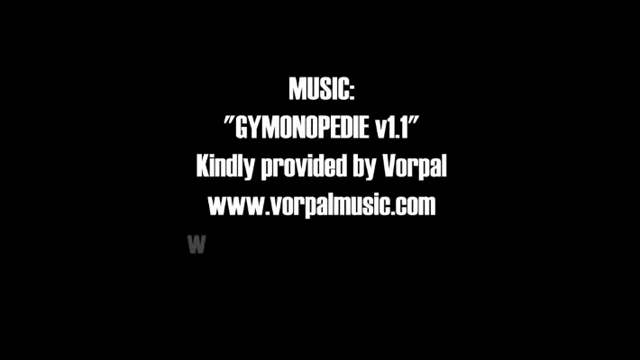 MUSIC:
"GYMONOPEDIE v1.1"
Kindly provided by Vorpal
www.vorpalmusic.com
W